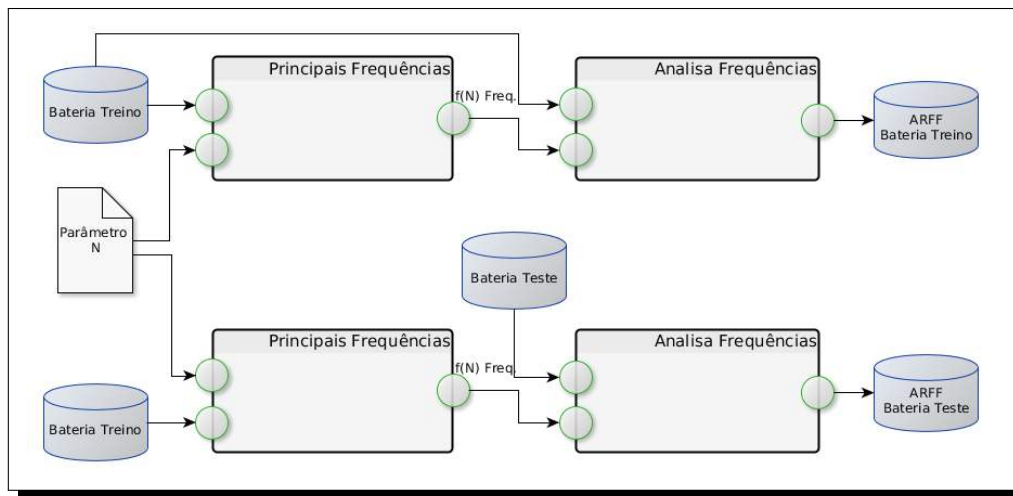 Principais Frequências
Analisa Frequências
Bateria Treino
f(N) Freq.
ARFF
Bateria Treino
Parâmetro
N
Bateria Teste
Principais Frequências
Analisa Frequências
f(N) Freq.
ARFF
Bateria Teste
Bateria Treino